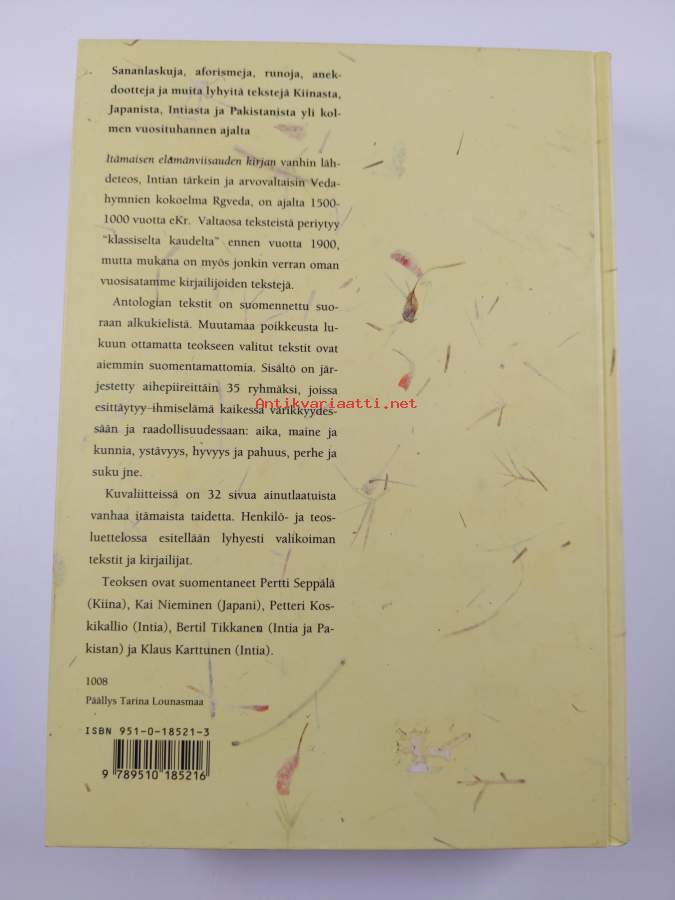 Sananlaskuja, aforismeja, runoja, anek-
dootteja ja muita lyhyitä tekstejä Kiinasta,
Japanista, Intiasta ja Pakistanista yli kol-
men vuosituhannen ajalta
Itämaisen elämänviisauden kirjan vanhin läh-
deteos, Intian tärkein ja arvovaltaisin Veda-
hymnien kokoelma Rgveda, on ajalta 1500-
1000 vuotta eKr. Valtaosa teksteistä periytyy
“klassiselta kaudelta” ennen vuotta 1900,
mutta mukana on myös jonkin verran oman
vuosisatamme kirjailijoiden tekstejä.
Antologian tekstit on suomennettu suo-
raan alkukielistä. Muutamaa poikkeusta lu-
kuun ottamatta teokseen valitut tekstit ovat
aiemmin suomentamattomia. Sisältö on jär-
jestetty aihepiireittäin 35 ryhmäksi, joissa
esittäytyy ihmiselämä kaikessa värikkyydes-
sään ja raadollisuudessaan: aika, maine ja
kunnia, ystävyys, hyvyys ja pahuus, perhe ja
suku jne.
Kuvaliitteissä on 32 sivua ainutlaatuista
vanhaa itämaista taidetta. Henkilö- ja teos-
luettelossa esitellään lyhyesti valikoiman
tekstit ja kirjailijat.
Teoksen ovat suomentaneet Pertti Seppälä
(Kiina), Kai Nieminen (Japani), Petteri Kos-
kikallio (Intia), Bertil Tikkanen (Intia ja Pa-
kistan) ja Klaus Karttunen (Intia).
1008
Päällys Tarina Lounasmaa
ISBN 951-0-18521-3
9 789510 185216
Antikvariaatti.net